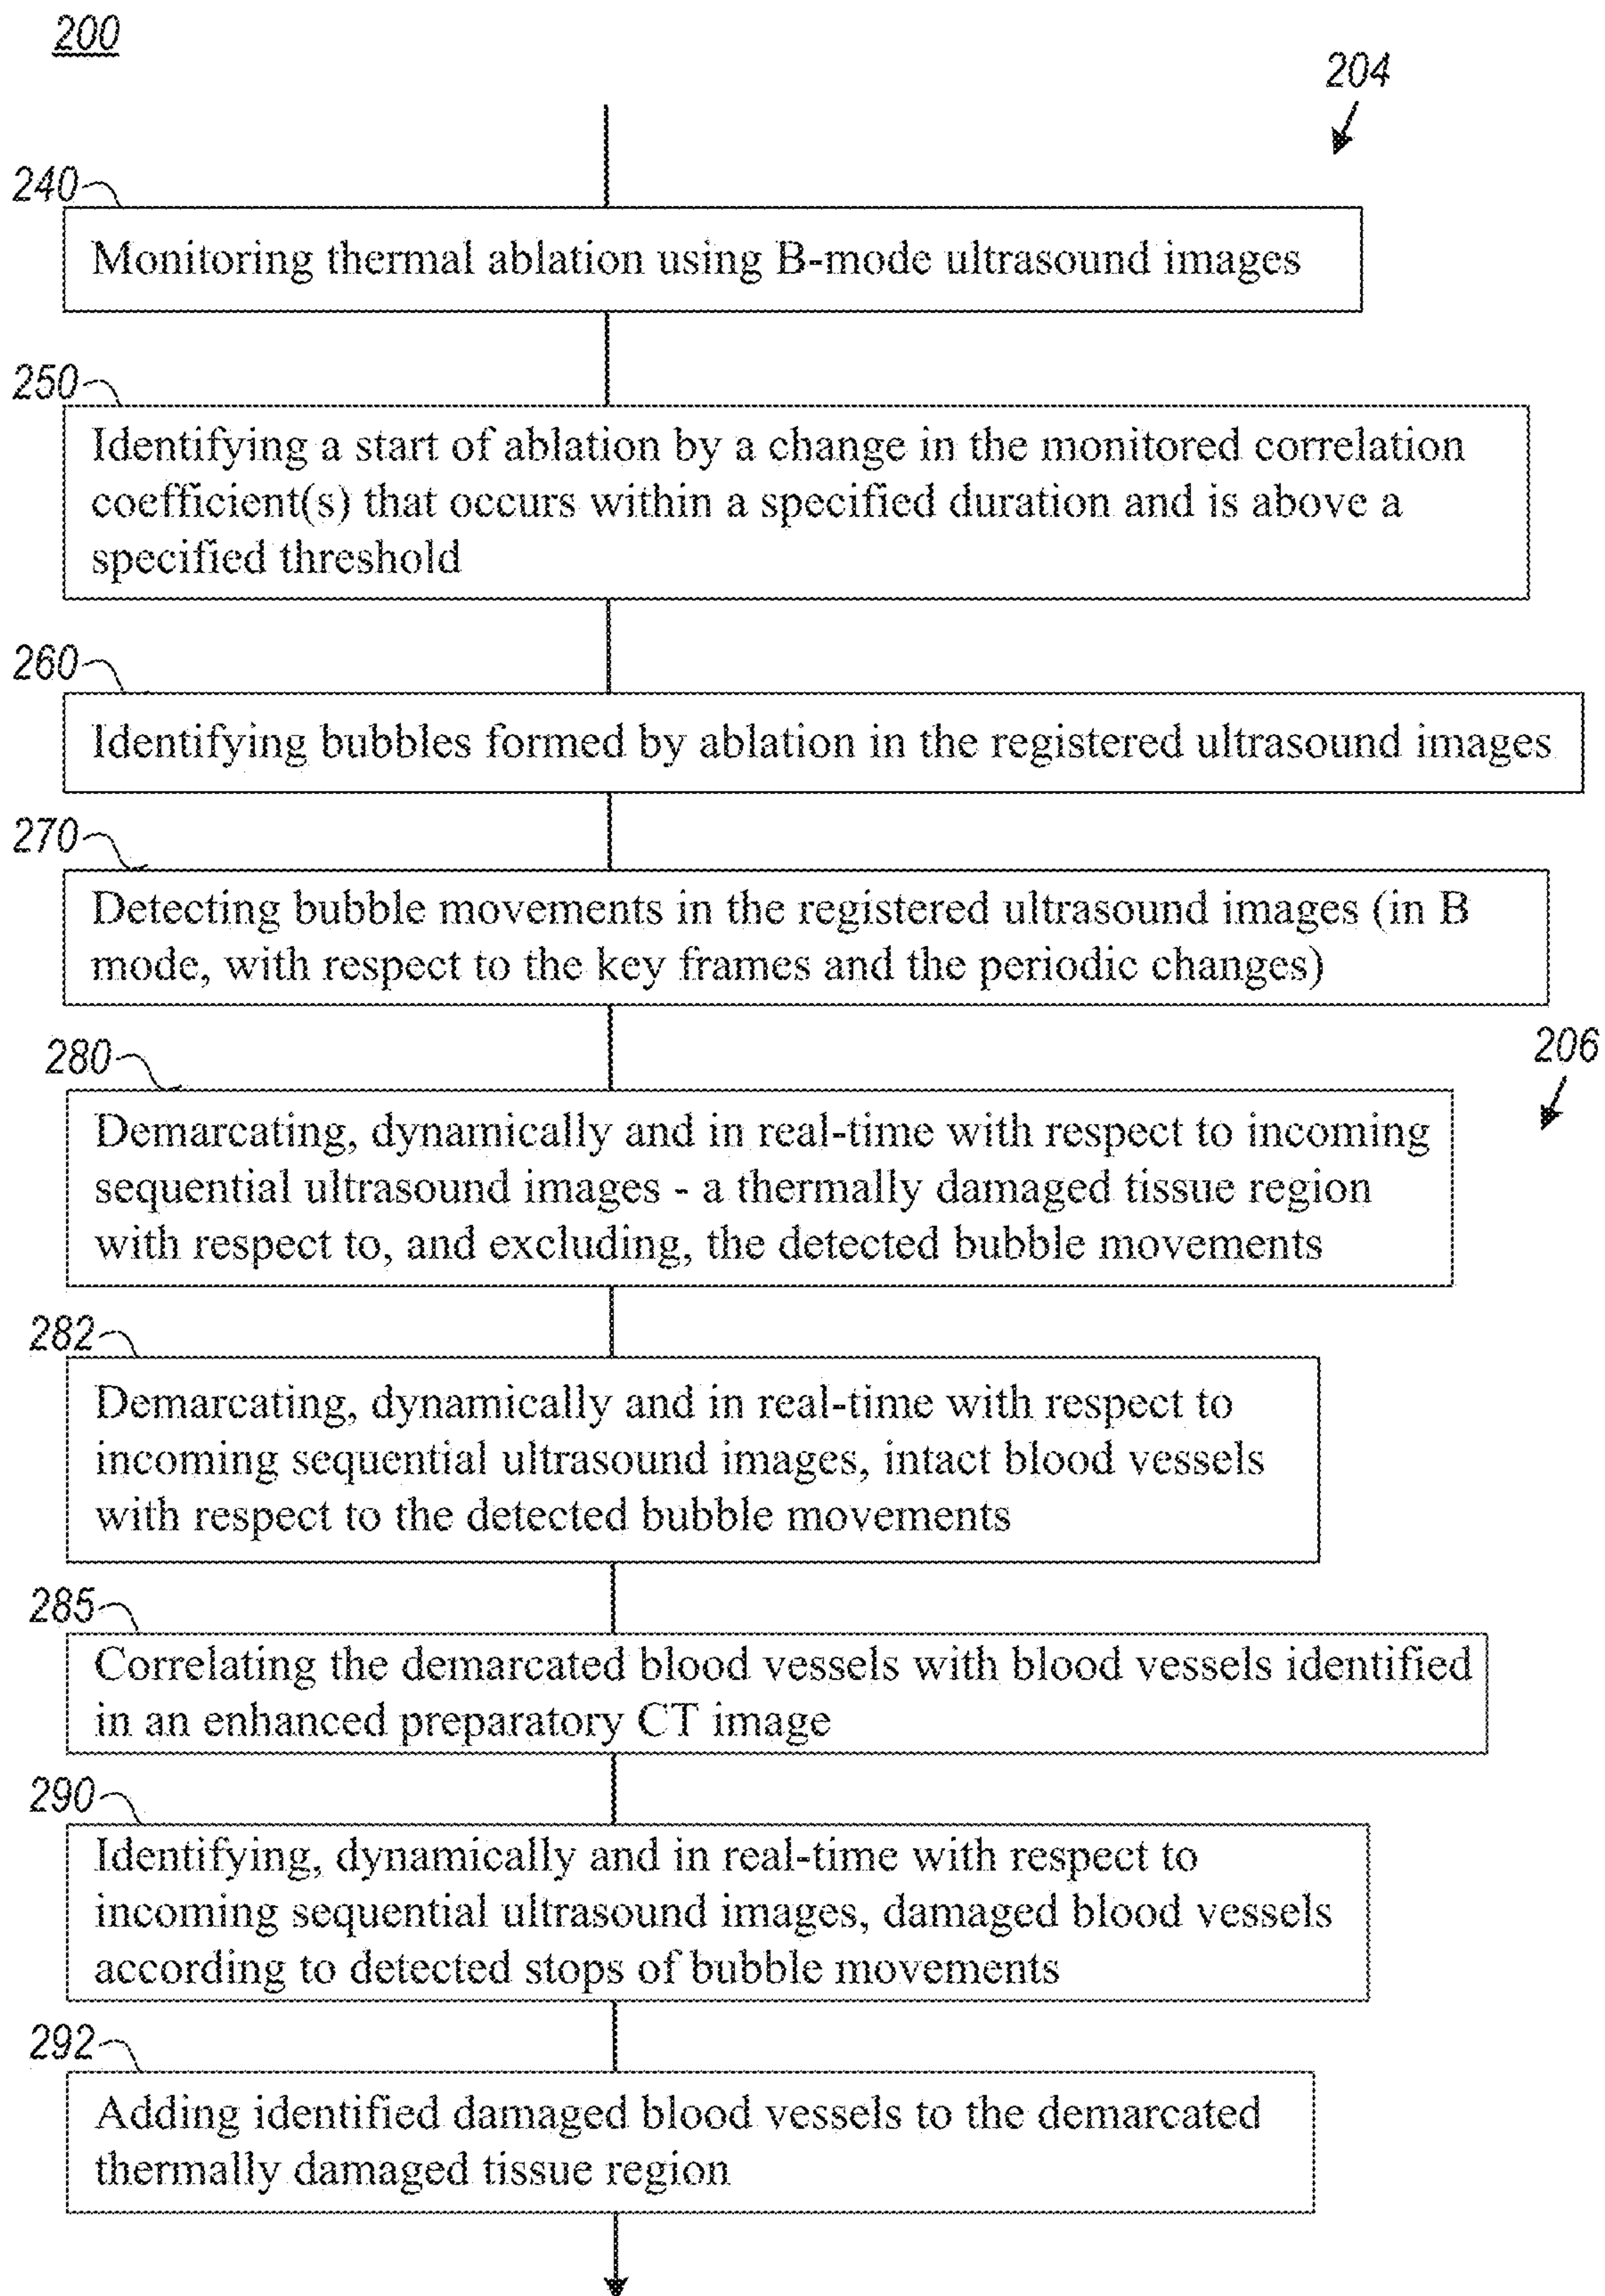 200
204
240
Monitoring thermal ablation using B-mode ultrasound images
250
Identifying a start of ablation by a change in the monitored correlation
coefficient(s) that occurs within a specified duration and is above a
specified threshold
260
Identifying bubbles formed by ablation in the registered ultrasound images
270
Detecting bubble movements in the registered ultrasound images (in B
mode, with respect to the key frames and the periodic changes)
206
280
Demarcating, dynamically and in real-time with respect to incoming
sequential ultrasound images - a thermally damaged tissue region
with respect to, and excluding, the detected bubble movements
282
Demarcating, dynamically and in real-time with respect to
incoming sequential ultrasound images, intact blood vessels
with respect to the detected bubble movements
285
Correlating the demarcated blood vessels with blood vessels identified
in an enhanced preparatory CT image
290
Identifying, dynamically and in real-time with respect to
incoming sequential ultrasound images, damaged blood vessels
according to detected stops of bubble movements
292
Adding identified damaged blood vessels to the demarcated
thermally damaged tissue region